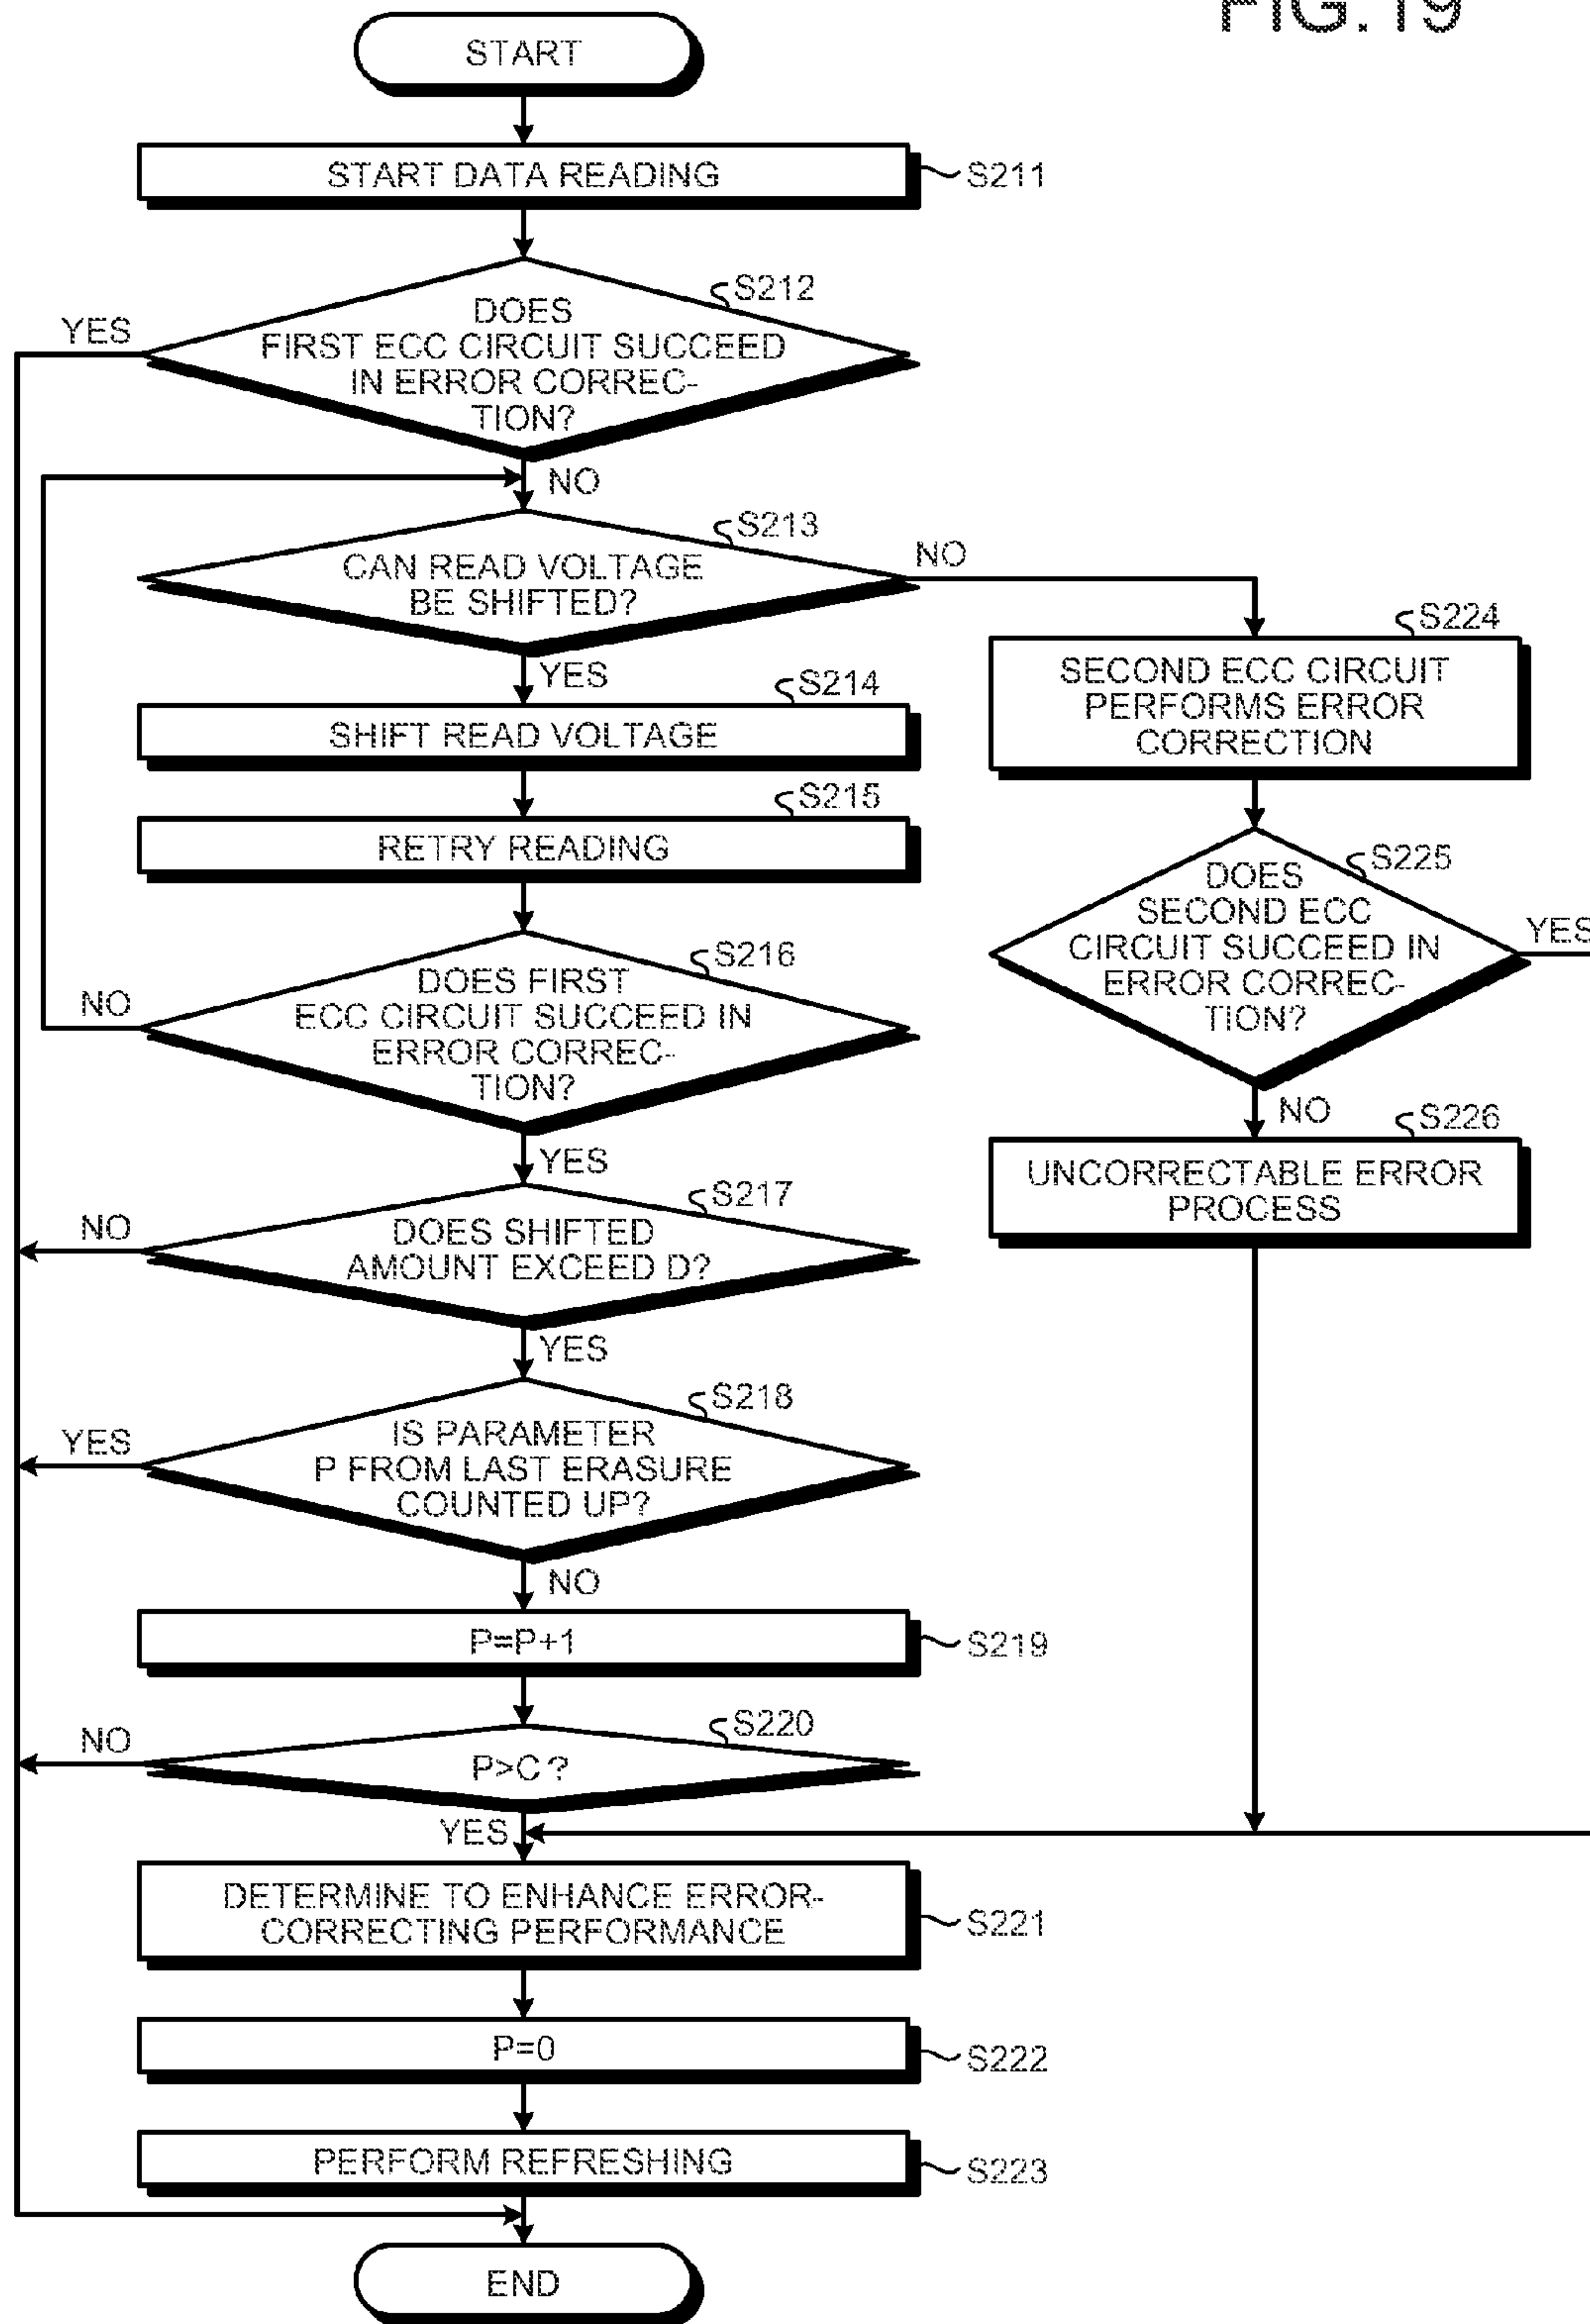 FIG.19
START
START DATA READING
S211
S212
DOES
FIRST ECC CIRCUIT SUCCEED
IN ERROR CORREC-
TION?
YES
NO
S213
CAN READ VOLTAGE
BE SHIFTED?
NO
YES
S214
SHIFT READ VOLTAGE
S215
RETRY READING
S216
DOES FIRST
ECC CIRCUIT SUCCEED IN
ERROR CORREC-
TION?
NO
YES
S217
DOES SHIFTED
AMOUNT EXCEED D?
NO
YES
S218
IS PARAMETER
P FROM LAST ERASURE
COUNTED UP?
YES
NO
P=P+1
S219
S220
P>C?
NO
YES
DETERMINE TO ENHANCE ERROR-
CORRECTING PERFORMANCE
S221
P=0
S222
PERFORM REFRESHING
S223
END
S224
SECOND ECC CIRCUIT
PERFORMS ERROR
CORRECTION
S225
DOES
SECOND ECC
CIRCUIT SUCCEED IN
ERROR CORREC-
TION?
YES
NO
S226
UNCORRECTABLE ERROR
PROCESS